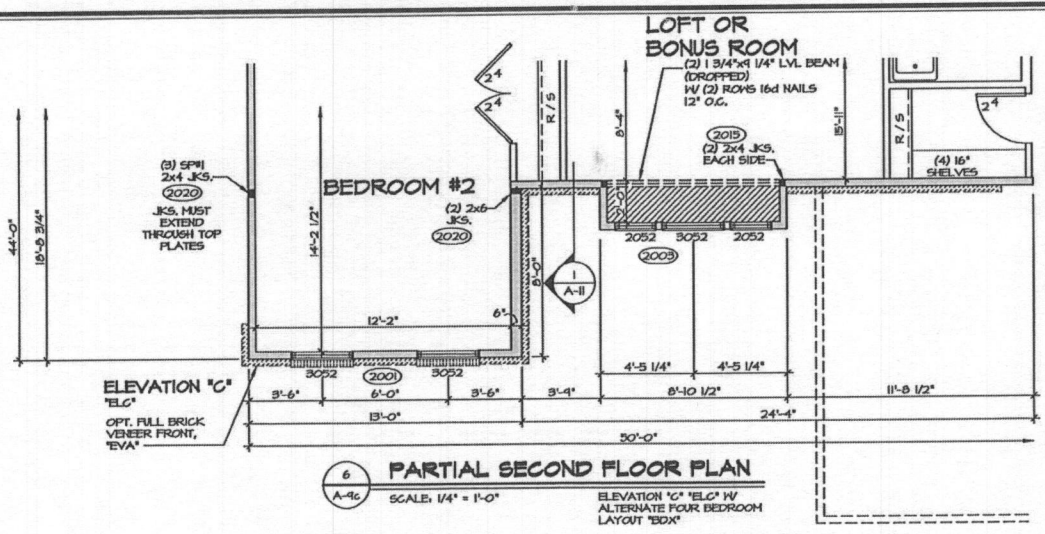 LOFT OR
BONUS ROOM
(2) 1 3/4"x9 1/4" LVL BEAM
(DROPPED)
W/ (2) ROWS 16d NAILS
12" O.C.
2⁴
2⁴
R / S
8'-4"
15'-11"
R / S
2⁴
(4) 16"
SHELVES
2015
(2) 2x4 JKS.
EACH SIDE
44'-0"
18'-8 3/4"
(3) SPF#1
2x4 JKS.
2020
JKS. MUST
EXTEND
THROUGH TOP
PLATES
BEDROOM #2
14'-2 1/2"
(2) 2x6
JKS.
2020
2'-0"
2052
3052
2052
2003
8'-0"
1
A-11
12'-2"
6"
3052
2001
3052
4'-5 1/4"
4'-5 1/4"
ELEVATION "C"
"ELC"
OPT. FULL BRICK
VENEER FRONT,
"EVA"
3'-6"
6'-0"
3'-6"
3'-9"
8'-10 1/2"
11'-8 1/2"
13'-0"
24'-4"
50'-0"
6
A-9c
PARTIAL SECOND FLOOR PLAN
SCALE: 1/4" = 1'-0"
ELEVATION "C" "ELC" W/
ALTERNATE FOUR BEDROOM
LAYOUT "BDX"